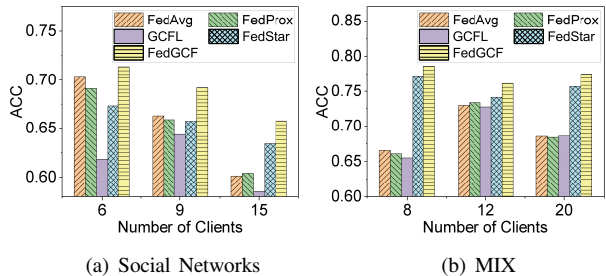 FedAvg FedProx
GCFL FedStar
FedGCF
ACC
0.75
0.70
0.65
0.60
6 9 15
Number of Clients
(a) Social Networks
FedAvg FedProx
GCFL FedStar
FedGCF
ACC
0.85
0.80
0.75
0.70
0.65
0.60
8 12 20
Number of Clients
(b) MIX